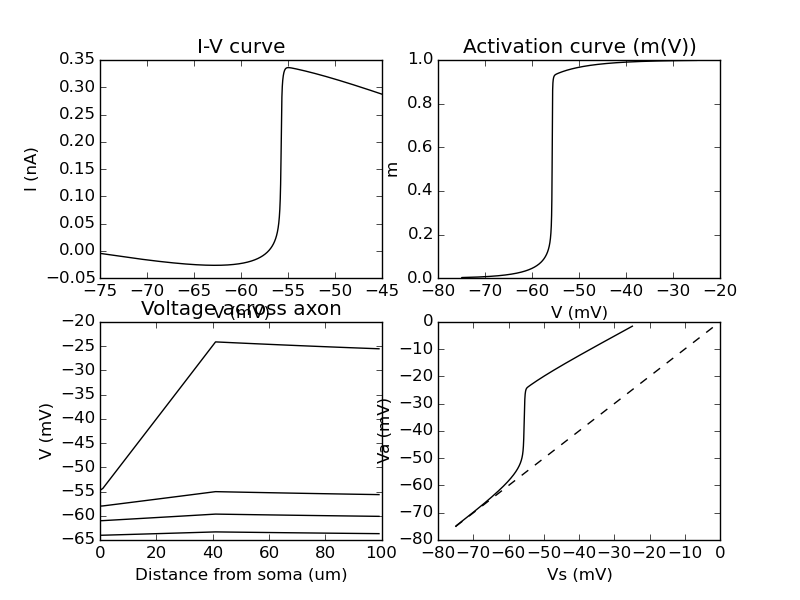 I-V curve
Activation curve (m(V))
0.35
0.30
0.25
0.20
0.15
0.10
0.05
0.00
−0.05
I (nA)
−75 −70 −65 −60 −55 −50 −45
V (mV)
1.0
0.8
0.6
0.4
0.2
0.0
m
−80 −70 −60 −50 −40 −30 −20
V (mV)
Voltage across axon
−20
−25
−30
−35
−40
−45
−50
−55
−60
−65
V (mV)
0 20 40 60 80 100
Distance from soma (um)
0
−10
−20
−30
−40
−50
−60
−70
−80
Va (mV)
−80 −70 −60 −50 −40 −30 −20 −10 0
Vs (mV)